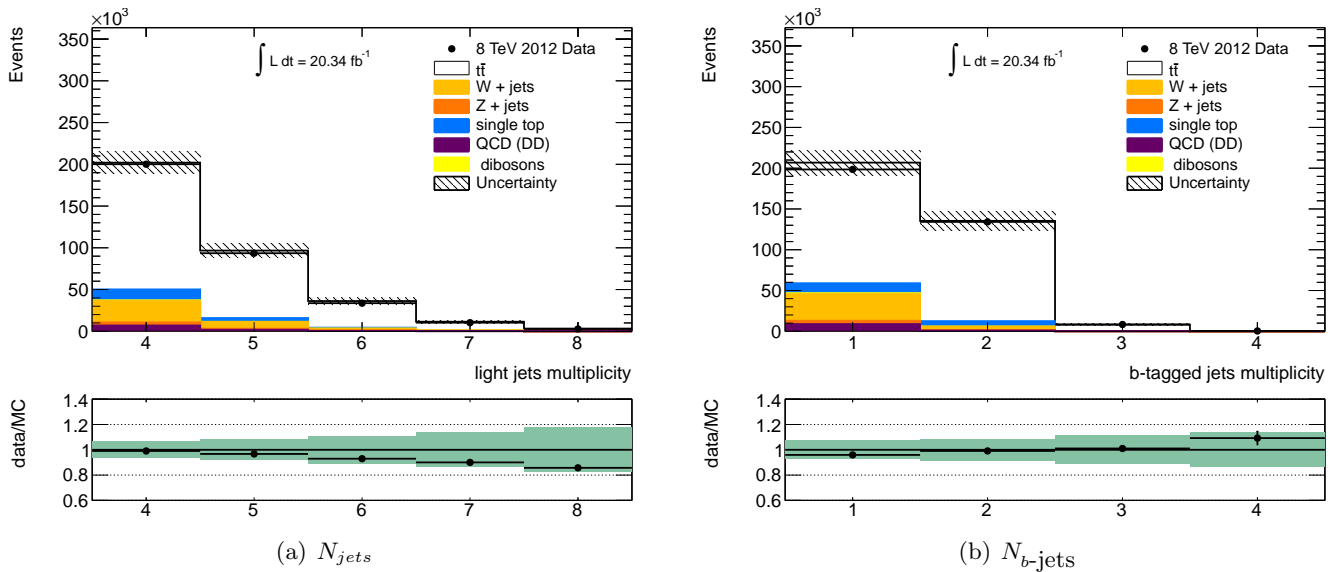 ×10³
Events
350
300
250
200
150
100
50
0
∫ L dt = 20.34 fb⁻¹
8 TeV 2012 Data
tt̄
W + jets
Z + jets
single top
QCD (DD)
dibosons
Uncertainty
4 5 6 7 8
light jets multiplicity
data/MC
1.4
1.2
1
0.8
0.6
4 5 6 7 8
(a) N_jets
×10³
Events
350
300
250
200
150
100
50
0
∫ L dt = 20.34 fb⁻¹
8 TeV 2012 Data
tt̄
W + jets
Z + jets
single top
QCD (DD)
dibosons
Uncertainty
1 2 3 4
b-tagged jets multiplicity
data/MC
1.4
1.2
1
0.8
0.6
1 2 3 4
(b) N_b-jets